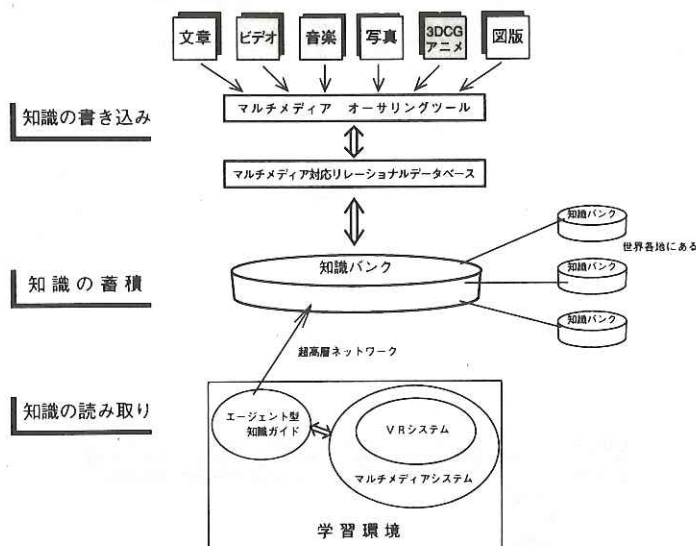 文章 ビデオ 音楽 写真 3DCG アニメ 図版
知識の書き込み
マルチメディア オーサリングツール
マルチメディア対応リレーショナルデータベース
知識の蓄積
知識バンク
知識バンク
世界各地にある
知識バンク
知識バンク
超高層ネットワーク
知識の読み取り
エージェント型
知識ガイド
VRシステム
マルチメディアシステム
学習環境